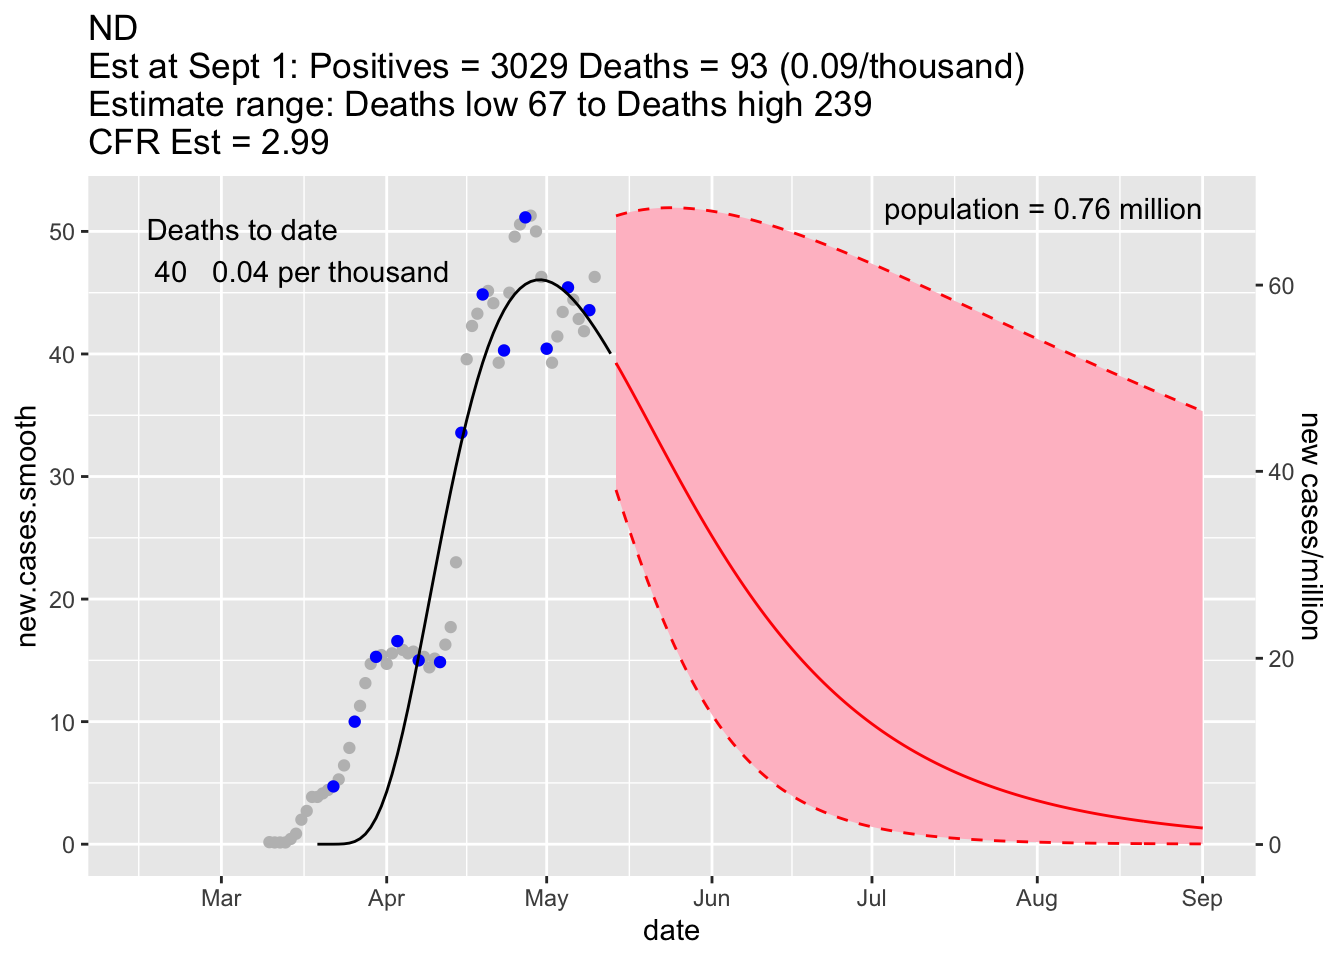 ND
Est at Sept 1: Positives = 3029 Deaths = 93 (0.09/thousand)
Estimate range: Deaths low 67 to Deaths high 239
CFR Est = 2.99
Deaths to date
40 0.04 per thousand
population = 0.76 million
50
40
30
20
10
0
new.cases.smooth
60
40
20
0
new cases/million
Mar Apr May Jun Jul Aug Sep
date